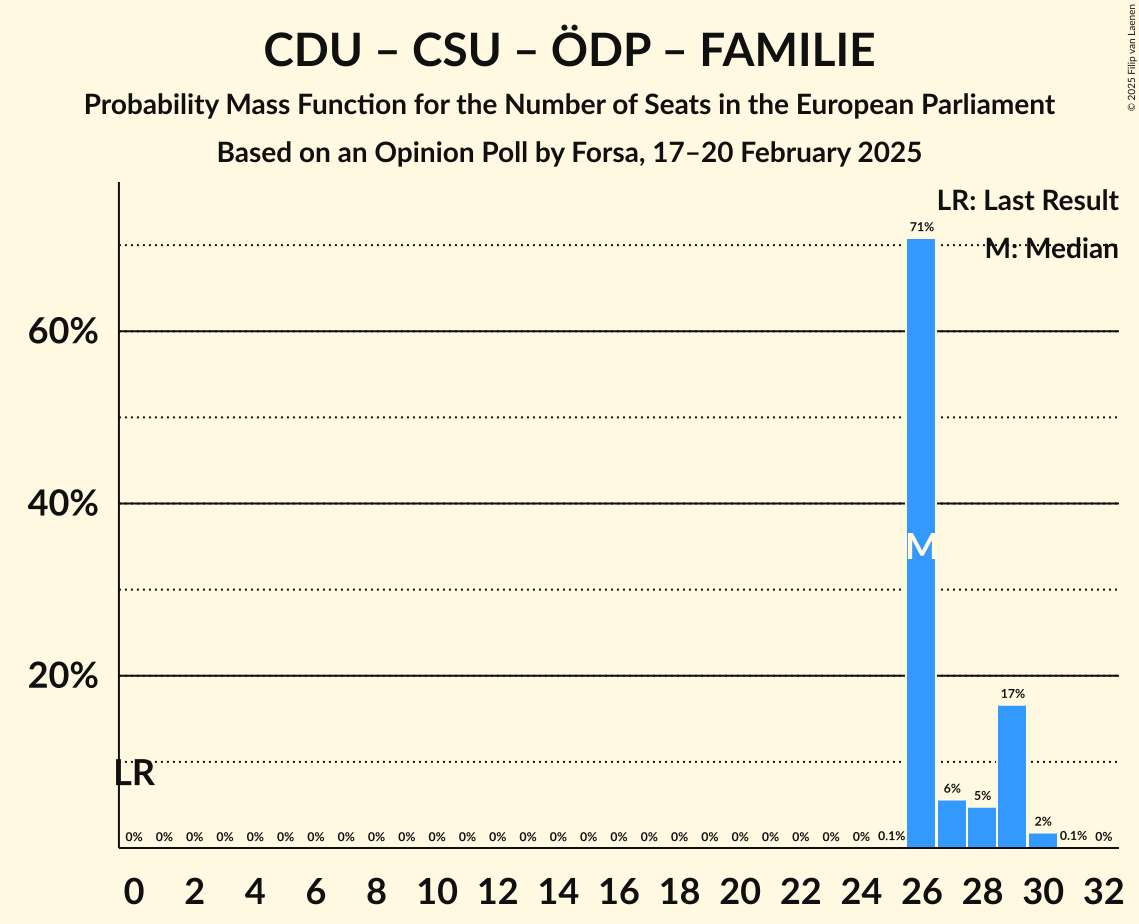 CDU – CSU – ÖDP – FAMILIE
Probability Mass Function for the Number of Seats in the European Parliament
Based on an Opinion Poll by Forsa, 17–20 February 2025
© 2025 Filip van Laenen
LR: Last Result
M: Median
71%
60%
40%
M
20%
17%
LR
6%
5%
2%
0% 0% 0% 0% 0% 0% 0% 0% 0% 0% 0% 0% 0% 0% 0% 0% 0% 0% 0% 0% 0% 0% 0% 0% 0% 0.1% 0.1% 0%
0 2 4 6 8 10 12 14 16 18 20 22 24 26 28 30 32